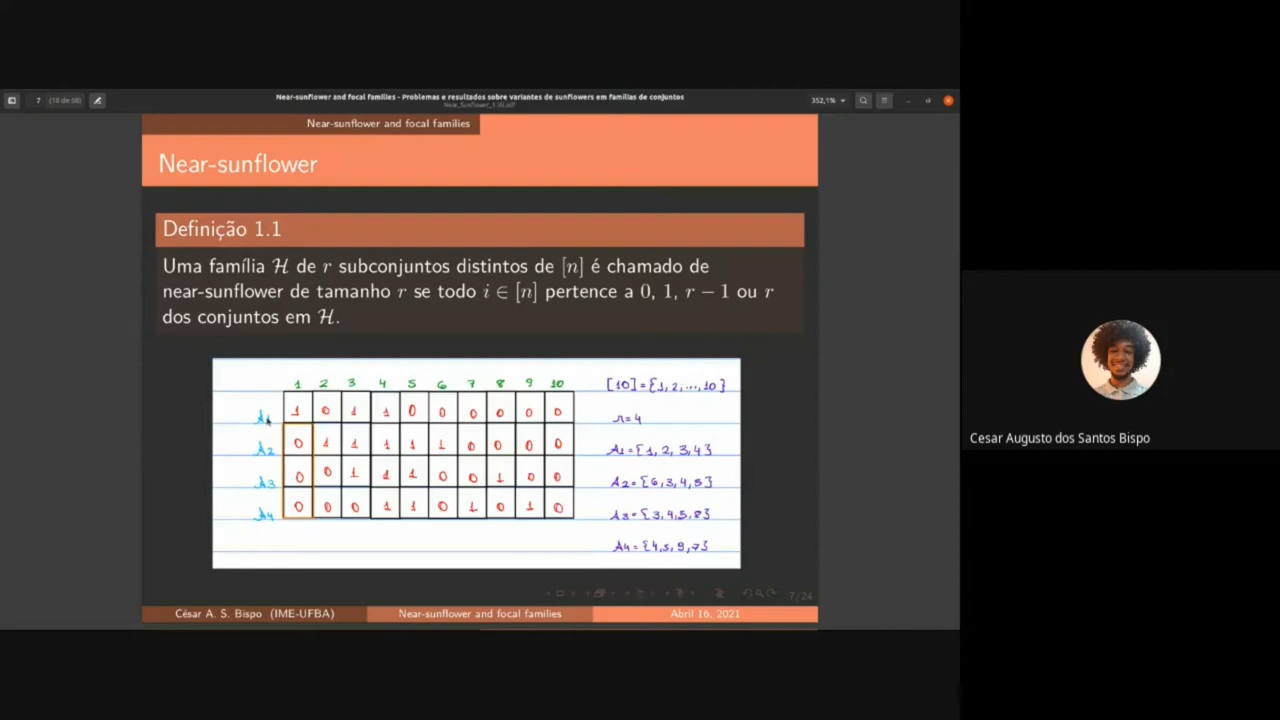 Near-sunflower and focal families - Problemas e resultados sobre variantes de sunflowers em famílias de conjuntos
7 (18 de 58)
352,1%
Near-sunflower and focal families
Near-sunflower
Definição 1.1
Uma família ℋ de r subconjuntos distintos de [n] é chamado de
near-sunflower de tamanho r se todo i ∈ [n] pertence a 0, 1, r − 1 ou r
dos conjuntos em ℋ.
1 2 3 4 5 6 7 8 9 10
A1 1 0 1 1 0 0 0 0 0 0
A2 0 1 1 1 1 1 0 0 0 0
A3 0 0 1 1 1 0 0 1 0 0
A4 0 0 0 1 1 0 1 0 1 0
[10]={1,2,...,10}
r=4
A1={1,2,3,4}
A2={6,3,4,5}
A3={3,4,5,8}
A4={4,5,9,7}
7/24
César A. S. Bispo (IME-UFBA) Near-sunflower and focal families Abril 16, 2021
Cesar Augusto dos Santos Bispo